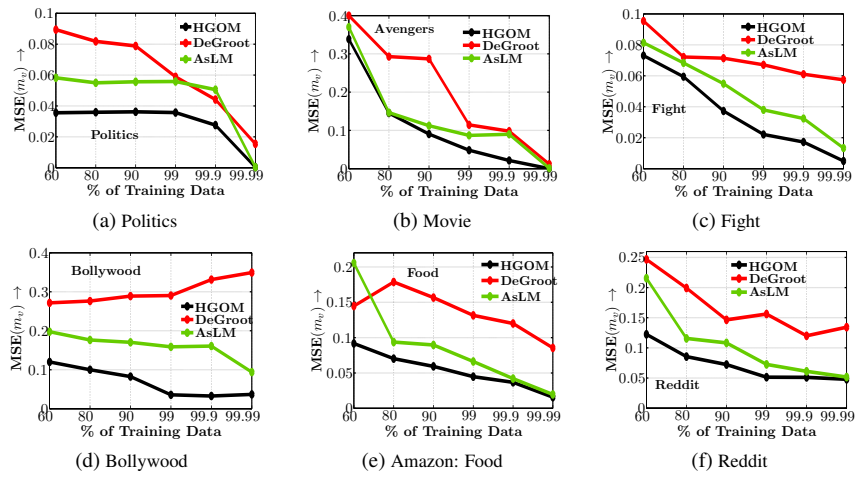 0.1
0.08
0.06
0.04
0.02
0
MSE(m_v) →
HGOM
DeGroot
AsLM
Politics
60 80 90 99 99.9 99.99
% of Training Data
(a) Politics
0.4
0.3
0.2
0.1
0
MSE(m_v) →
Avengers
HGOM
DeGroot
AsLM
60 80 90 99 99.9 99.99
% of Training Data
(b) Movie
0.1
0.08
0.06
0.04
0.02
0
MSE(m_v) →
HGOM
DeGroot
AsLM
Fight
60 80 90 99 99.9 99.99
% of Training Data
(c) Fight
0.4
0.3
0.2
0.1
0
MSE(m_v) →
Bollywood
HGOM
DeGroot
AsLM
60 80 90 99 99.9 99.99
% of Training Data
(d) Bollywood
0.2
0.15
0.1
0.05
0
MSE(m_v) →
Food
HGOM
DeGroot
AsLM
60 80 90 99 99.9 99.99
% of Training Data
(e) Amazon: Food
0.25
0.2
0.15
0.1
0.05
0
MSE(m_v) →
HGOM
DeGroot
AsLM
Reddit
60 80 90 99 99.9 99.99
% of Training Data
(f) Reddit